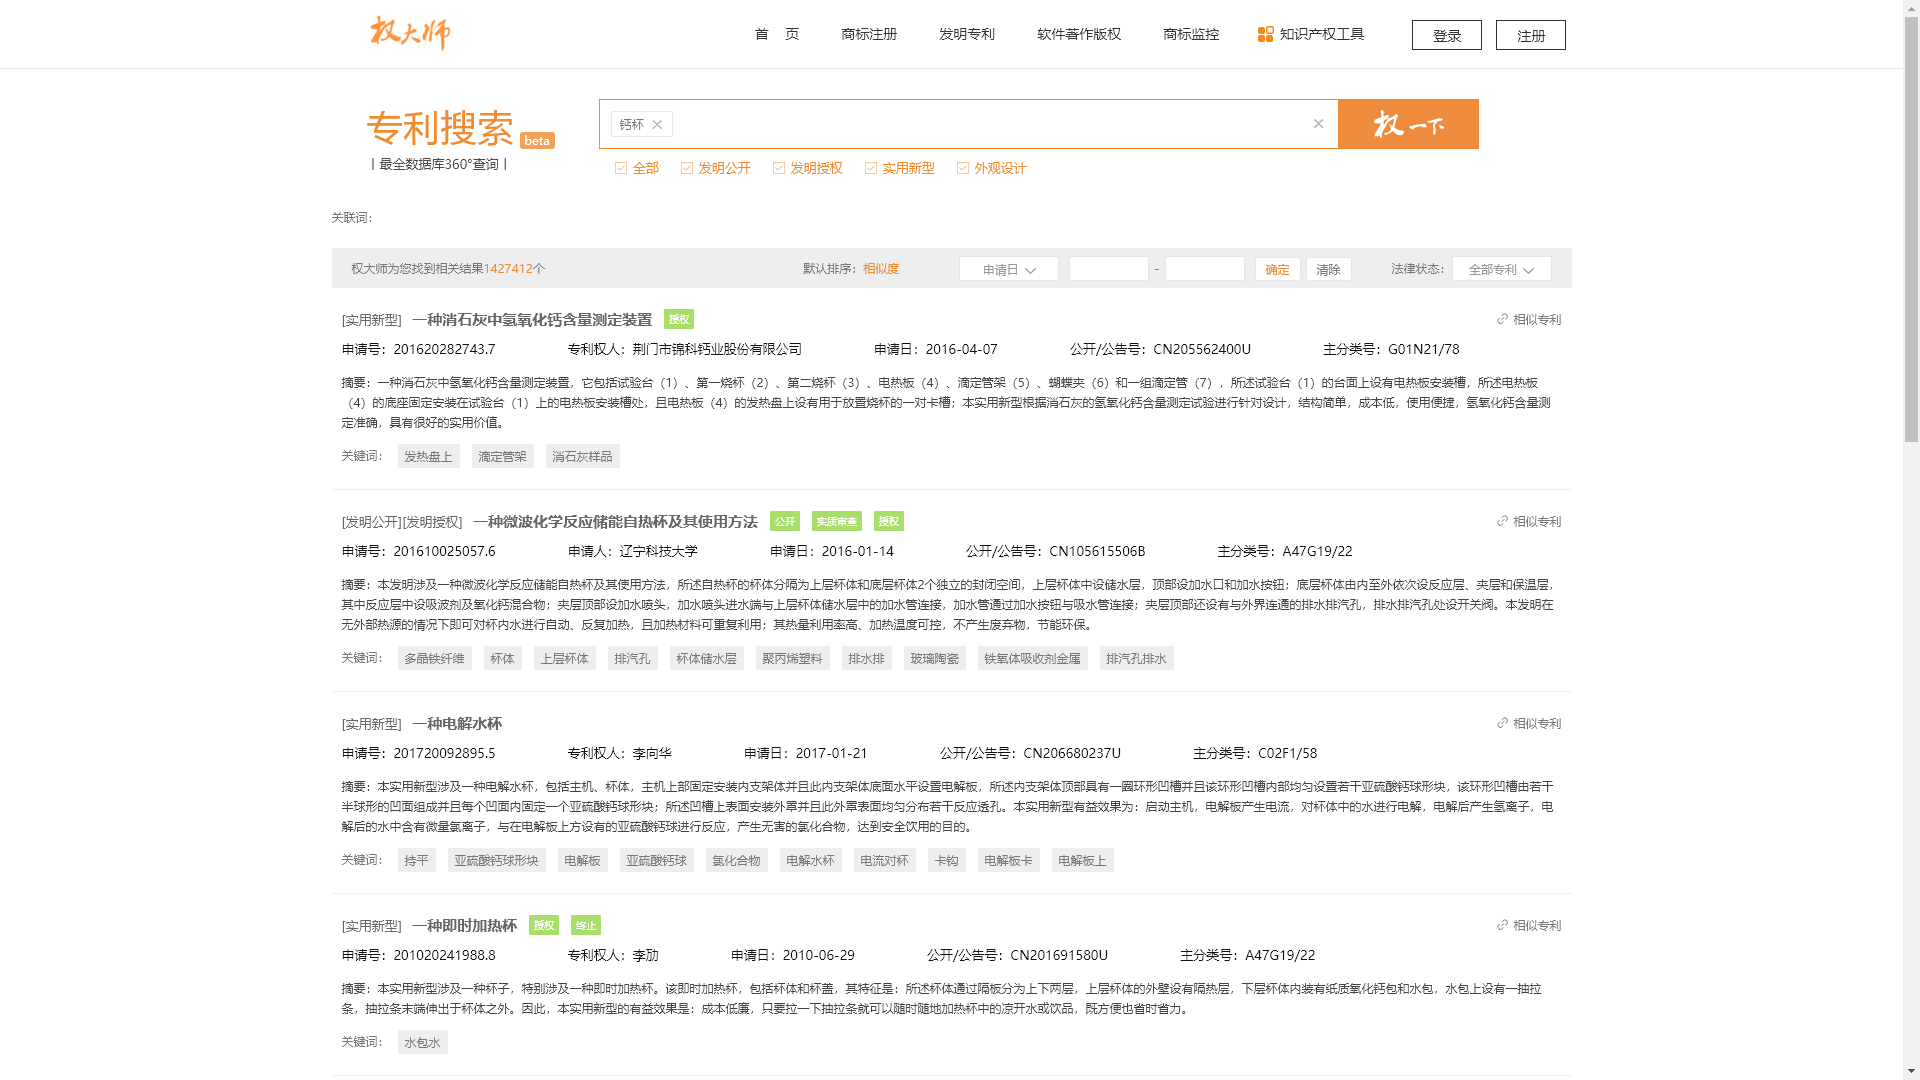 权大师
首 页
商标注册
发明专利
软件著作版权
商标监控
知识产权工具
登录
注册
专利搜索 beta
|最全数据库360°查询|
钙杯
权一下
全部
发明公开
发明授权
实用新型
外观设计
关联词：
权大师为您找到相关结果1427412个
默认排序：相似度
申请日
-
确定
清除
法律状态：
全部专利
[实用新型] 一种消石灰中氢氧化钙含量测定装置 授权 相似专利
申请号：201620282743.7 专利权人：荆门市锦科钙业股份有限公司 申请日：2016-04-07 公开/公告号：CN205562400U 主分类号：G01N21/78
摘要：一种消石灰中氢氧化钙含量测定装置，它包括试验台（1）、第一烧杯（2）、第二烧杯（3）、电热板（4）、滴定管架（5）、蝴蝶夹（6）和一组滴定管（7），所述试验台（1）的台面上设有电热板安装槽，所述电热板
（4）的底座固定安装在试验台（1）上的电热板安装槽处，且电热板（4）的发热盘上设有用于放置烧杯的一对卡槽；本实用新型根据消石灰的氢氧化钙含量测定试验进行针对设计，结构简单，成本低，使用便捷，氢氧化钙含量测
定准确，具有很好的实用价值。
关键词： 发热盘上 滴定管架 消石灰样品
[发明公开][发明授权] 一种微波化学反应储能自热杯及其使用方法 公开 实质审查 授权 相似专利
申请号：201610025057.6 申请人：辽宁科技大学 申请日：2016-01-14 公开/公告号：CN105615506B 主分类号：A47G19/22
摘要：本发明涉及一种微波化学反应储能自热杯及其使用方法，所述自热杯的杯体分隔为上层杯体和底层杯体2个独立的封闭空间，上层杯体中设储水层，顶部设加水口和加水按钮；底层杯体由内至外依次设反应层、夹层和保温层，
其中反应层中设吸波剂及氧化钙混合物；夹层顶部设加水喷头，加水喷头进水端与上层杯体储水层中的加水管连接，加水管通过加水按钮与吸水管连接；夹层顶部还设有与外界连通的排水排汽孔，排水排汽孔处设开关阀。本发明在
无外部热源的情况下即可对杯内水进行自动、反复加热，且加热材料可重复利用；其热量利用率高、加热温度可控，不产生废弃物，节能环保。
关键词： 多晶铁纤维 杯体 上层杯体 排汽孔 杯体储水层 聚丙烯塑料 排水排 玻璃陶瓷 铁氧体吸收剂金属 排汽孔排水
[实用新型] 一种电解水杯 相似专利
申请号：201720092895.5 专利权人：李向华 申请日：2017-01-21 公开/公告号：CN206680237U 主分类号：C02F1/58
摘要：本实用新型涉及一种电解水杯，包括主机、杯体，主机上部固定安装内支架体并且此内支架体底面水平设置电解板，所述内支架体顶部具有一圈环形凹槽并且该环形凹槽内部均匀设置若干亚硫酸钙球形块，该环形凹槽由若干
半球形的凹面组成并且每个凹面内固定一个亚硫酸钙球形块；所述凹槽上表面安装外罩并且此外罩表面均匀分布若干反应透孔。本实用新型有益效果为：启动主机，电解板产生电流，对杯体中的水进行电解，电解后产生氢离子，电
解后的水中含有微量氯离子，与在电解板上方设有的亚硫酸钙球进行反应，产生无害的氯化合物，达到安全饮用的目的。
关键词： 持平 亚硫酸钙球形块 电解板 亚硫酸钙球 氯化合物 电解水杯 电流对杯 卡钩 电解板卡 电解板上
[实用新型] 一种即时加热杯 授权 终止 相似专利
申请号：201020241988.8 专利权人：李劢 申请日：2010-06-29 公开/公告号：CN201691580U 主分类号：A47G19/22
摘要：本实用新型涉及一种杯子，特别涉及一种即时加热杯。该即时加热杯，包括杯体和杯盖，其特征是：所述杯体通过隔板分为上下两层，上层杯体的外壁设有隔热层，下层杯体内装有纸质氧化钙包和水包，水包上设有一抽拉
条，抽拉条末端伸出于杯体之外。因此，本实用新型的有益效果是：成本低廉，只要拉一下抽拉条就可以随时随地加热杯中的凉开水或饮品，既方便也省时省力。
关键词： 水包水